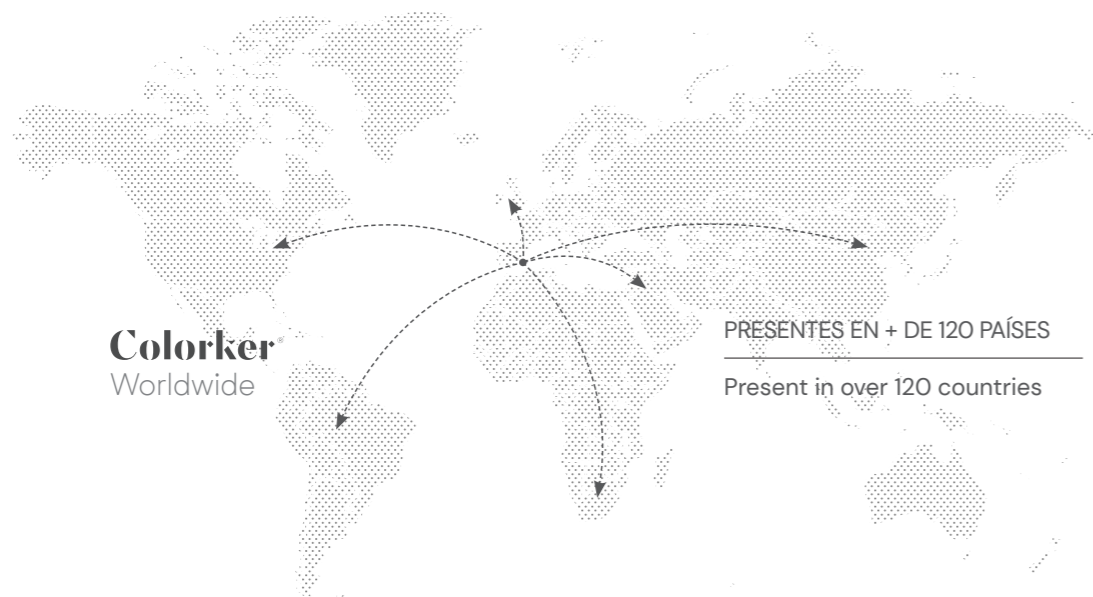 Colorker®
Worldwide
PRESENTES EN + DE 120 PAÍSES
Present in over 120 countries